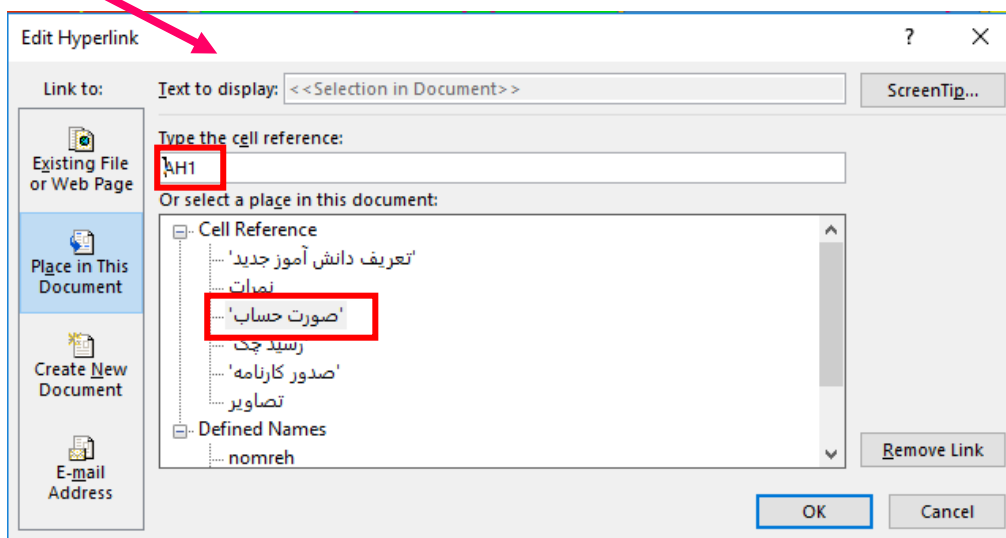 Edit Hyperlink
?
Link to:
Text to display:
<<Selection in Document>>
ScreenTip...
Existing File
or Web Page
Type the cell reference:
AH1
Or select a place in this document:
Place in This
Document
Cell Reference
'تعریف دانش آموز جدید'
نمرات
'صورت حساب'
'رسید چک'
'صدور کارنامه'
تصاویر
Create New
Document
Defined Names
nomreh
E-mail
Address
Remove Link
OK
Cancel